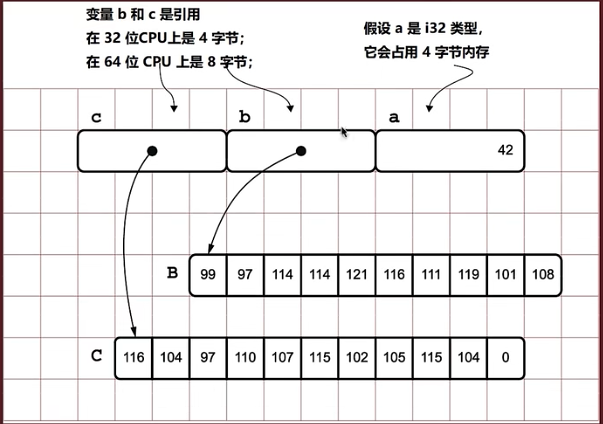 变量 b 和 c 是引用
在 32 位CPU上是 4 字节;
在 64 位 CPU 上是 8 字节;
假设 a 是 i32 类型,
它会占用 4 字节内存
c b a
42
B 99 97 114 114 121 116 111 119 101 108
C 116 104 97 110 107 115 102 105 115 104 0